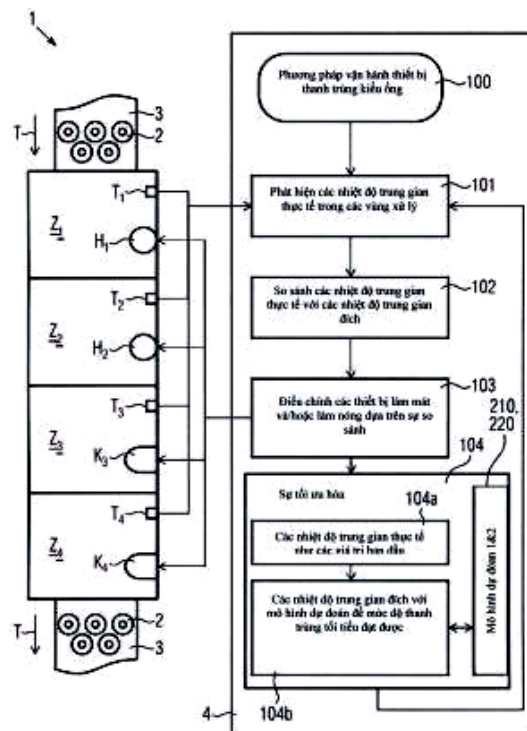 1
4
Phương pháp vận hành thiết bị
thanh trùng kiểu ống
100
3
T
2
T1
Phát hiện các nhiệt độ trung gian
thực tế trong các vùng xử lý
101
Z1
H1
T2
So sánh các nhiệt độ trung gian
thực tế với các nhiệt độ trung gian
đích
102
Z2
H2
T3
Điều chỉnh các thiết bị làm mát
và/hoặc làm nóng dựa trên sự so
sánh
103
210,
220
Z3
K3
104
T4
Sự tối ưu hóa
104a
Các nhiệt độ trung gian thực tế
như các giá trị ban đầu
Z4
K4
Các nhiệt độ trung gian đích với
mô hình dự đoán để mức độ thanh
trùng tối tiểu đạt được
Mô hình dự đoán 1&2
T
2
3
4
104b